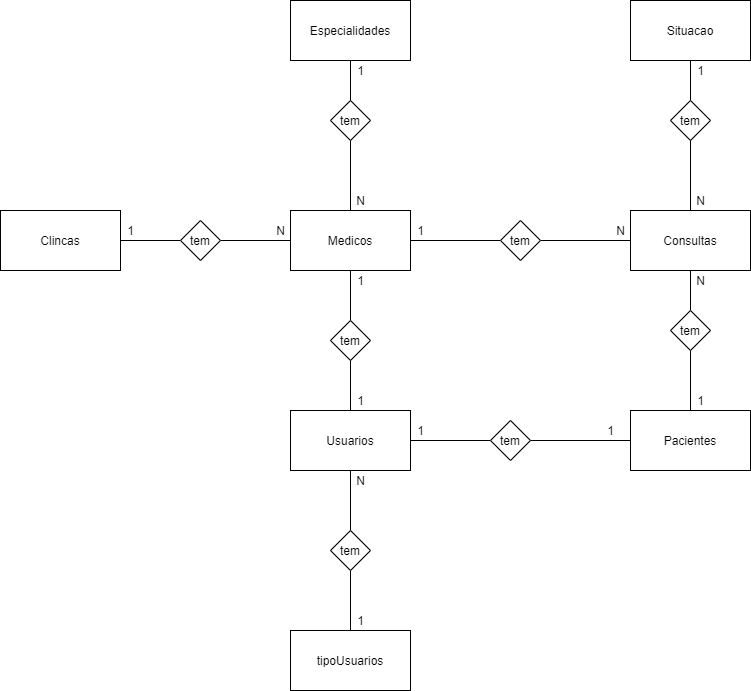 Especialidades
Situacao
1
1
tem
tem
N
N
Clincas
1
tem
N
Medicos
1
tem
N
Consultas
1
N
tem
tem
1
1
Usuarios
1
tem
1
Pacientes
N
tem
1
tipoUsuarios